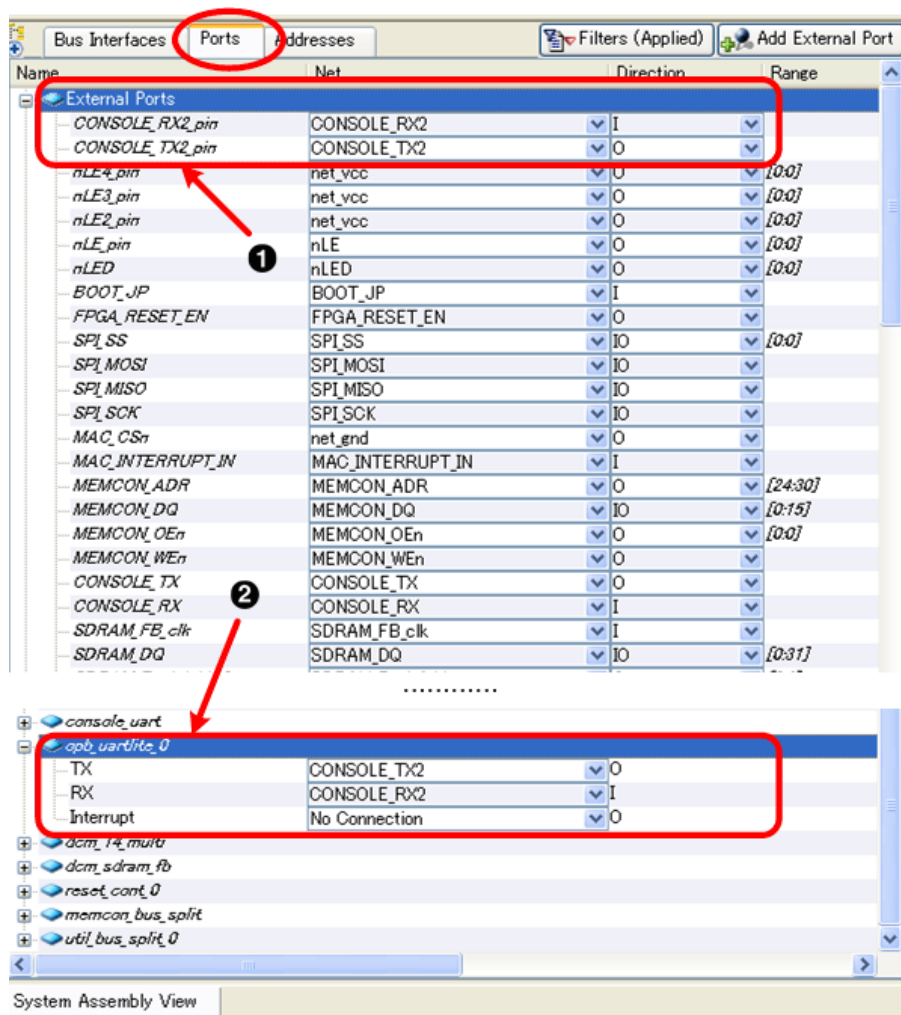 Bus Interfaces Ports Addresses Filters (Applied) Add External Port
Name Net Direction Range
External Ports
CONSOLE_RX2_pin CONSOLE_RX2 I
CONSOLE_TX2_pin CONSOLE_TX2 O
nLE4_pin net_vcc O [0:0]
nLE3_pin net_vcc O [0:0]
nLE2_pin net_vcc O [0:0]
nLE_pin nLE O [0:0]
❶
nLED nLED O [0:0]
BOOT_JP BOOT_JP I
FPGA_RESET_EN FPGA_RESET_EN O
SPI_SS SPI_SS IO [0:0]
SPI_MOSI SPI_MOSI IO
SPI_MISO SPI_MISO IO
SPI_SCK SPI_SCK IO
MAC_CSn net_gnd O
MAC_INTERRUPT_IN MAC_INTERRUPT_IN I
MEMCON_ADR MEMCON_ADR O [24:30]
MEMCON_DQ MEMCON_DQ IO [0:15]
MEMCON_OEn MEMCON_OEn O [0:0]
MEMCON_WEn MEMCON_WEn O
CONSOLE_TX CONSOLE_TX O
❷
CONSOLE_RX CONSOLE_RX I
SDRAM_FB_clk SDRAM_FB_clk I
SDRAM_DQ SDRAM_DQ IO [0:31]
............
console_uart
opb_uartlite_0
TX CONSOLE_TX2 O
RX CONSOLE_RX2 I
Interrupt No Connection O
dcm_14_multi
dcm_sdram_fb
reset_cont_0
memcon_bus_split
util_bus_split_0
System Assembly View